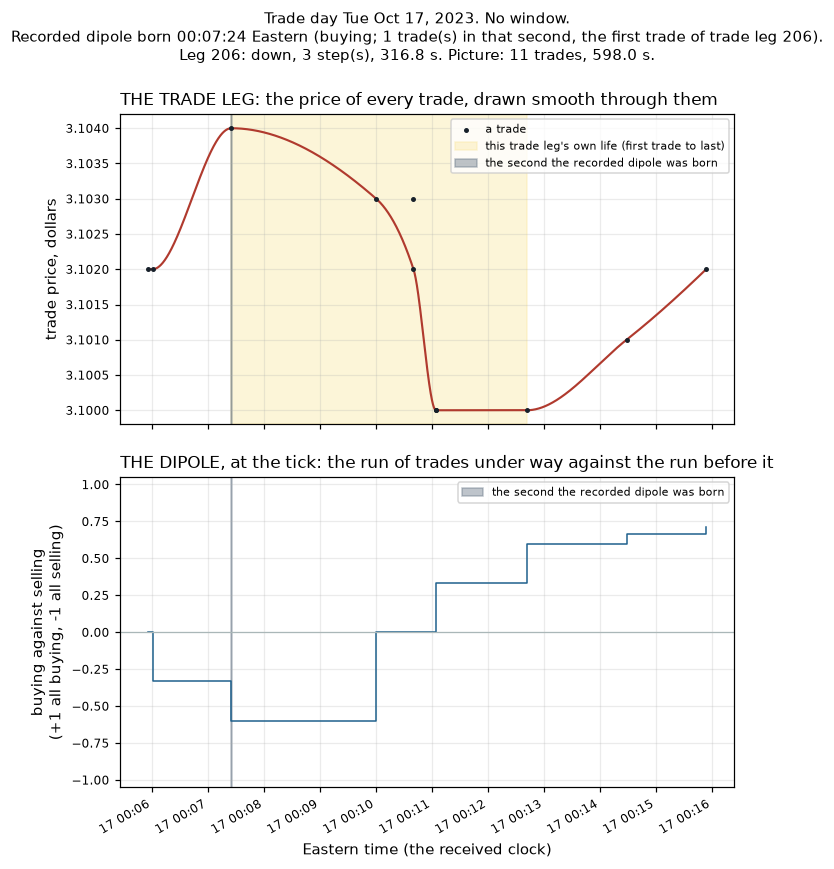 Trade day Tue Oct 17, 2023. No window.
Recorded dipole born 00:07:24 Eastern (buying; 1 trade(s) in that second, the first trade of trade leg 206).
Leg 206: down, 3 step(s), 316.8 s. Picture: 11 trades, 598.0 s.
THE TRADE LEG: the price of every trade, drawn smooth through them
trade price, dollars
3.1040
3.1035
3.1030
3.1025
3.1020
3.1015
3.1010
3.1005
3.1000
a trade
this trade leg's own life (first trade to last)
the second the recorded dipole was born
THE DIPOLE, at the tick: the run of trades under way against the run before it
buying against selling
(+1 all buying, -1 all selling)
1.00
0.75
0.50
0.25
0.00
−0.25
−0.50
−0.75
−1.00
the second the recorded dipole was born
17 00:06
17 00:07
17 00:08
17 00:09
17 00:10
17 00:11
17 00:12
17 00:13
17 00:14
17 00:15
17 00:16
Eastern time (the received clock)